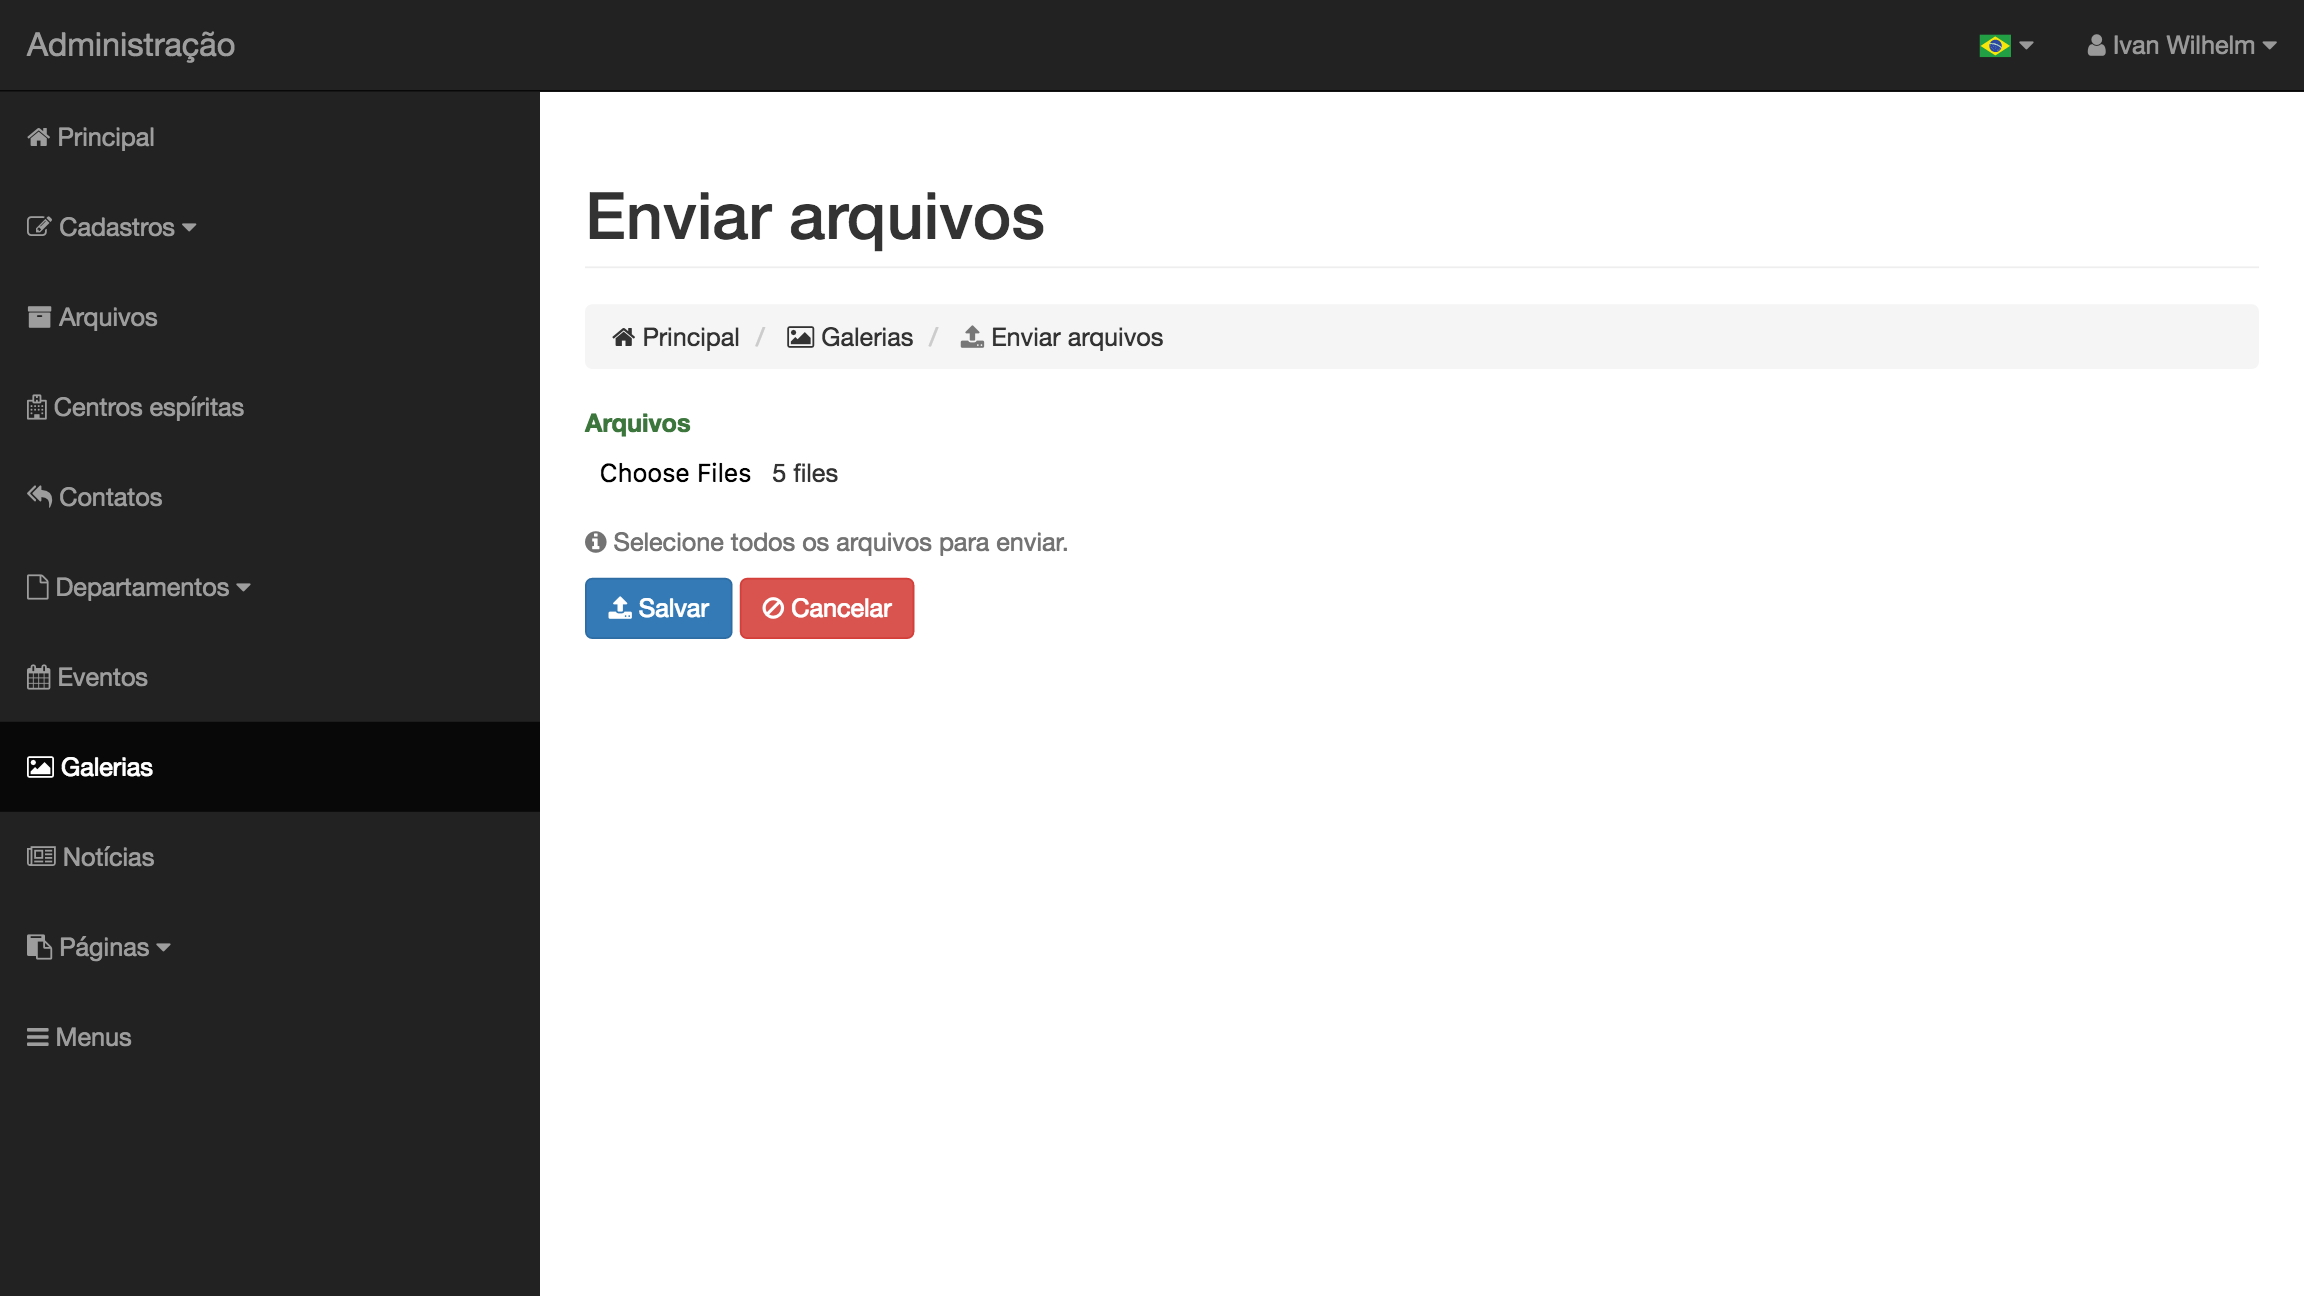 Administração
Ivan Wilhelm
Principal
Cadastros
Arquivos
Centros espíritas
Contatos
Departamentos
Eventos
Galerias
Notícias
Páginas
Menus
Enviar arquivos
Principal / Galerias / Enviar arquivos
Arquivos
Choose Files 5 files
Selecione todos os arquivos para enviar.
Salvar Cancelar